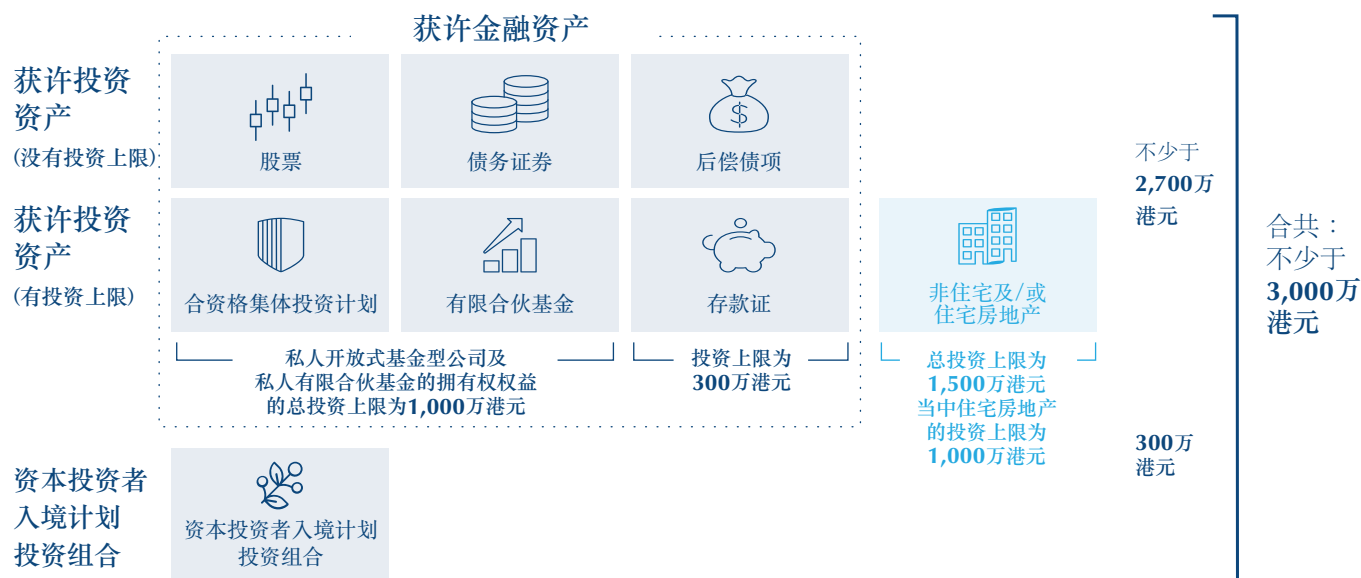 获许金融资产
获许投资
资产
(没有投资上限)
股票
债务证券
$
后偿债项
不少于
2,700万
港元
获许投资
资产
(有投资上限)
合资格集体投资计划
有限合伙基金
存款证
非住宅及/或
住宅房地产
合共：
不少于
3,000万
港元
私人开放式基金型公司及
私人有限合伙基金的拥有权权益
的总投资上限为1,000万港元
投资上限为
300万港元
总投资上限为
1,500万港元
当中住宅房地产
的投资上限为
1,000万港元
300万
港元
资本投资者
入境计划
投资组合
资本投资者入境计划
投资组合